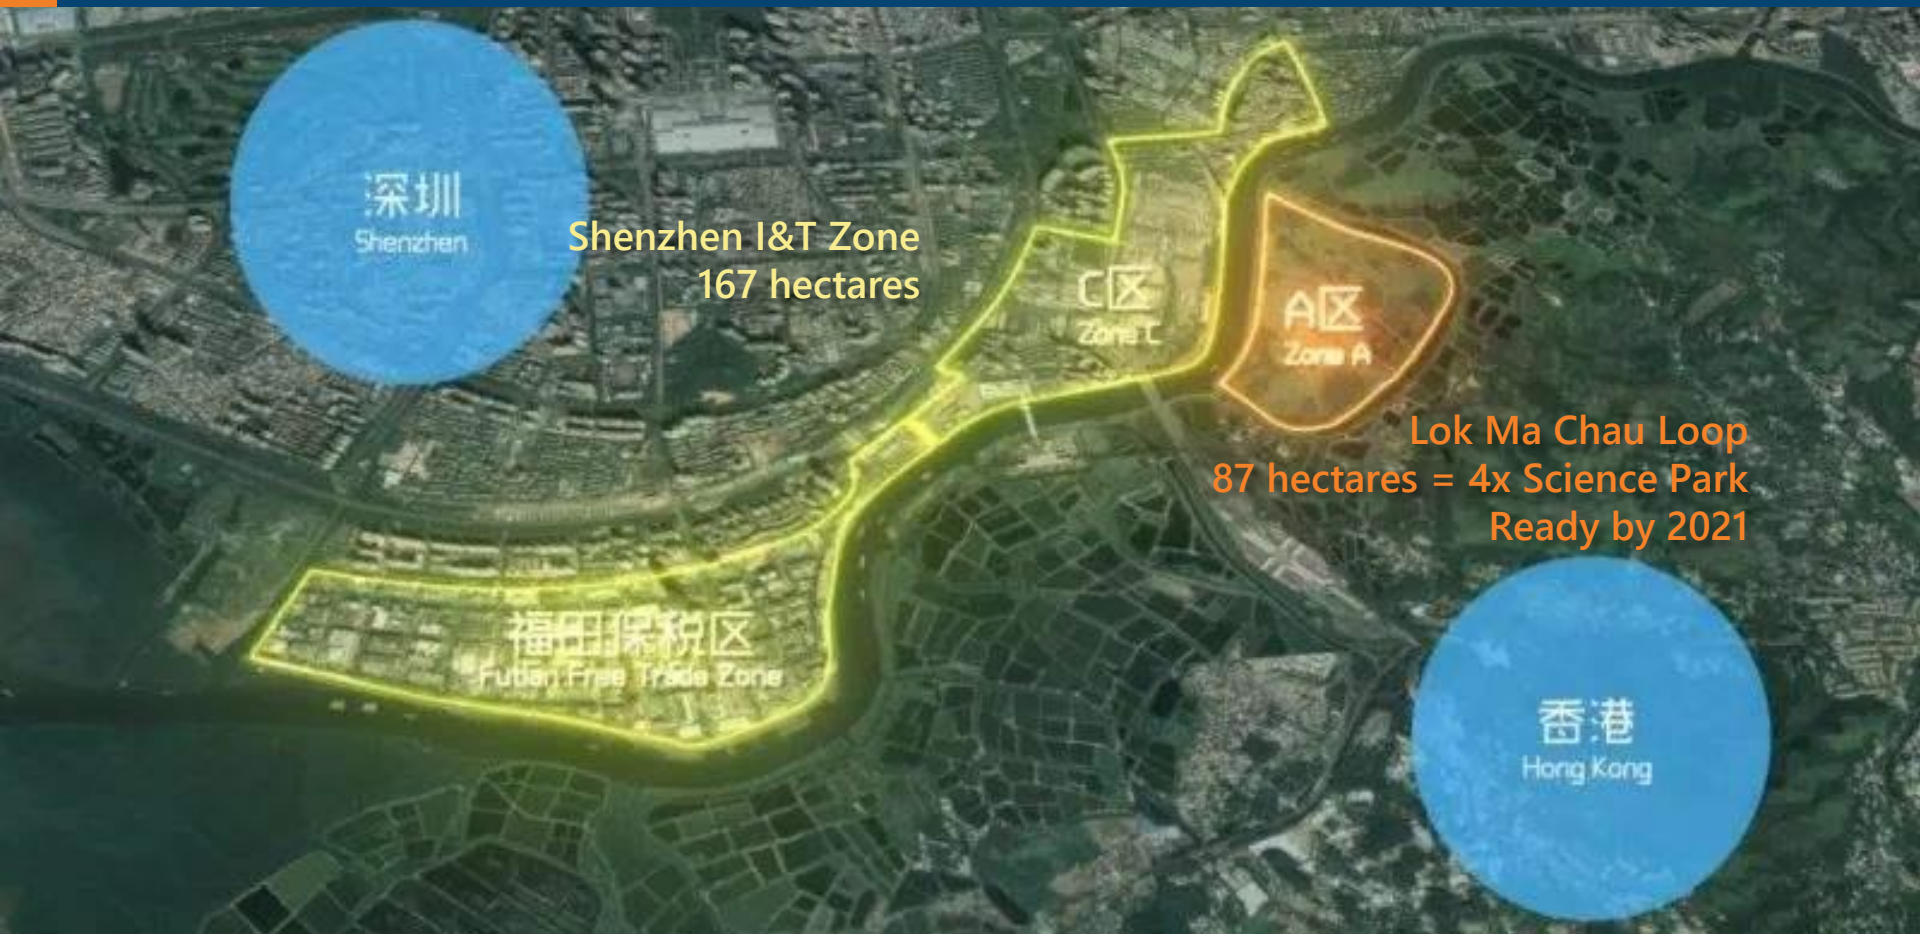 深圳
Shenzhen
Shenzhen I&T Zone
167 hectares
C区
Zone C
A区
Zone A
Lok Ma Chau Loop
87 hectares = 4x Science Park
Ready by 2021
福田保税区
Futian Free Trade Zone
香港
Hong Kong